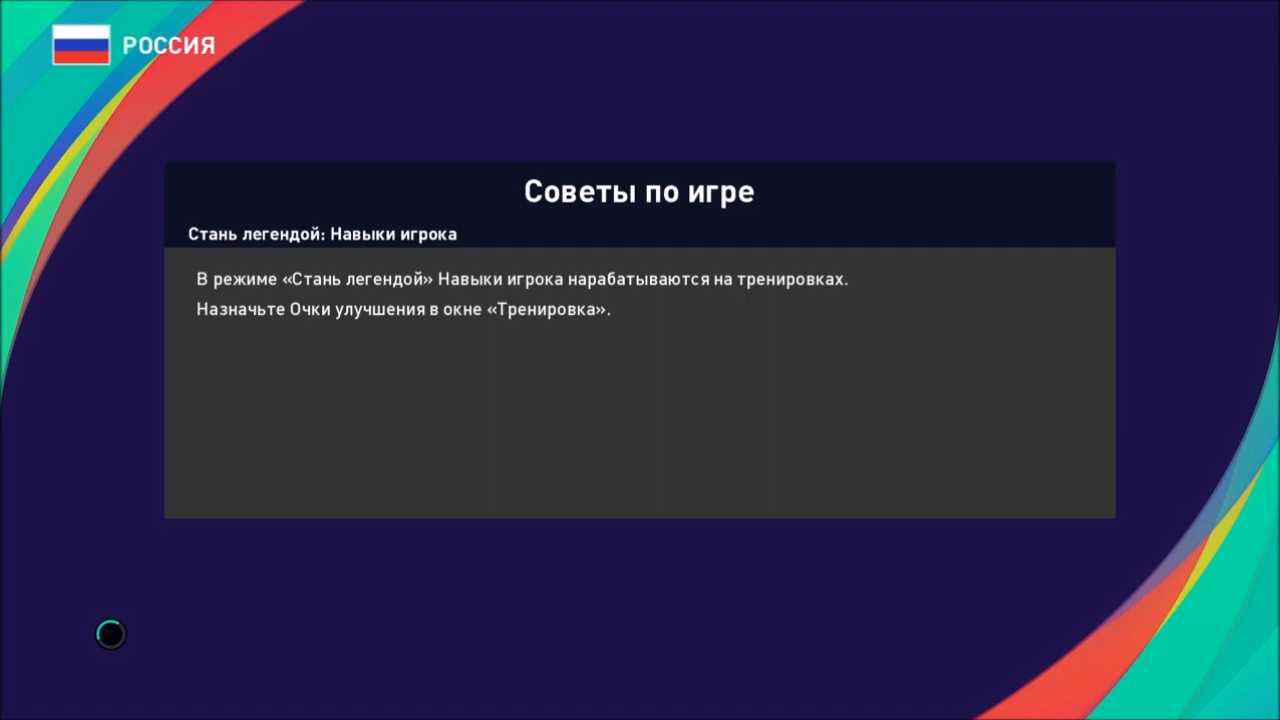 РОССИЯ
Советы по игре
Стань легендой: Навыки игрока
В режиме «Стань легендой» Навыки игрока нарабатываются на тренировках.
Назначьте Очки улучшения в окне «Тренировка».